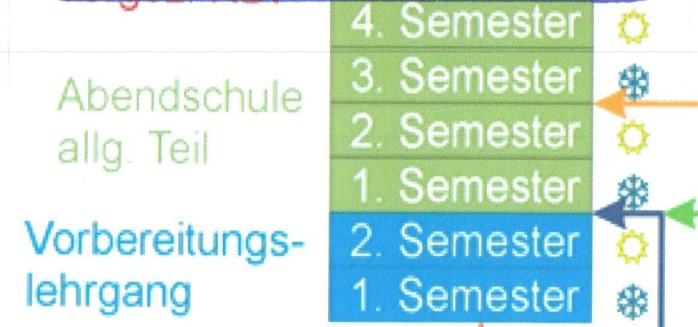 4. Semester
3. Semester
Abendschule
allg. Teil
2. Semester
1. Semester
Vorbereitungs-
lehrgang
2. Semester
1. Semester